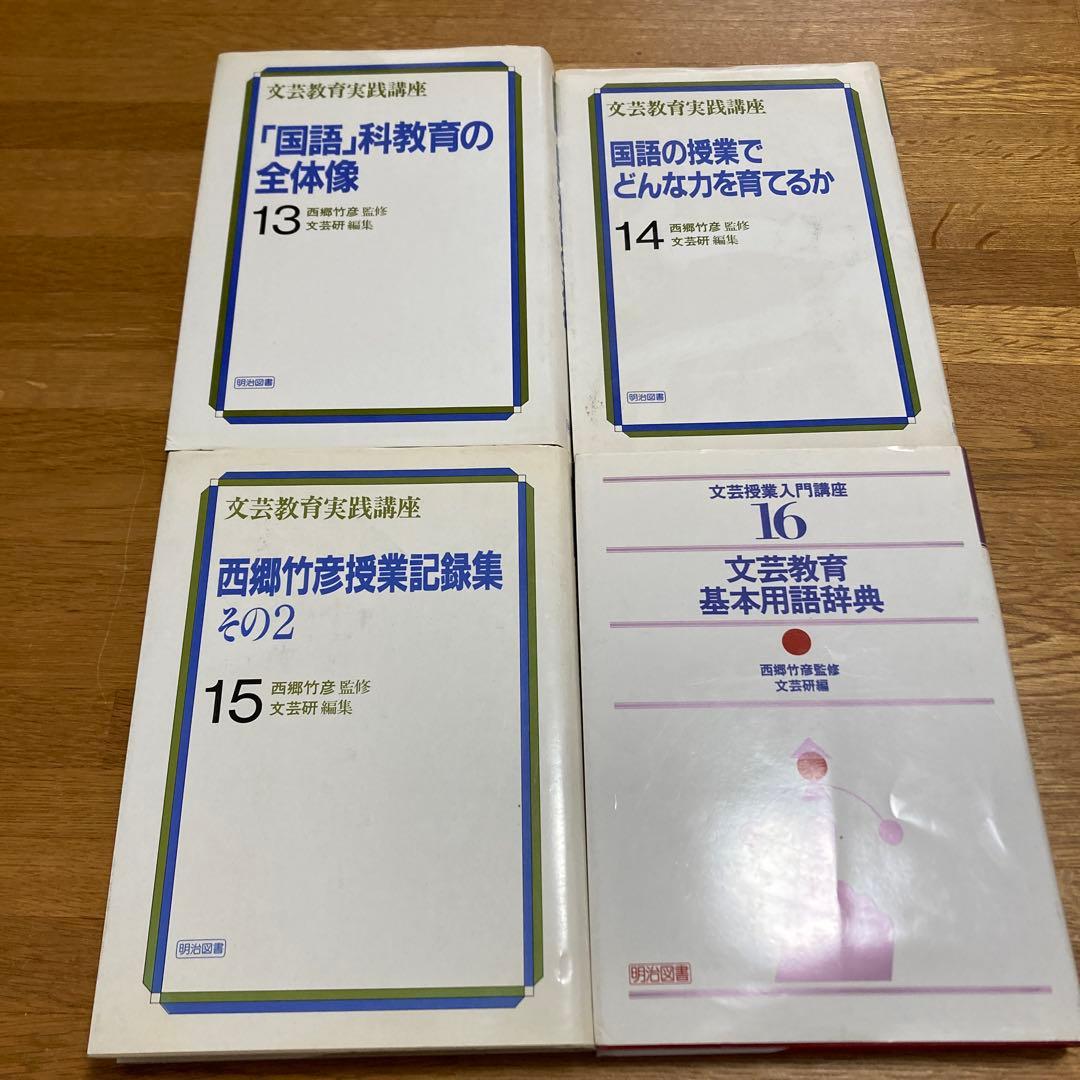 文芸教育実践講座
「国語」科教育の
全体像
13 西郷竹彦 監修
文芸研 編集
明治図書
文芸教育実践講座
国語の授業で
どんな力を育てるか
14 西郷竹彦 監修
文芸研 編集
明治図書
文芸教育実践講座
西郷竹彦授業記録集
その2
15 西郷竹彦 監修
文芸研 編集
明治図書
文芸授業入門講座
16
文芸教育
基本用語辞典
西郷竹彦監修
文芸研編
明治図書